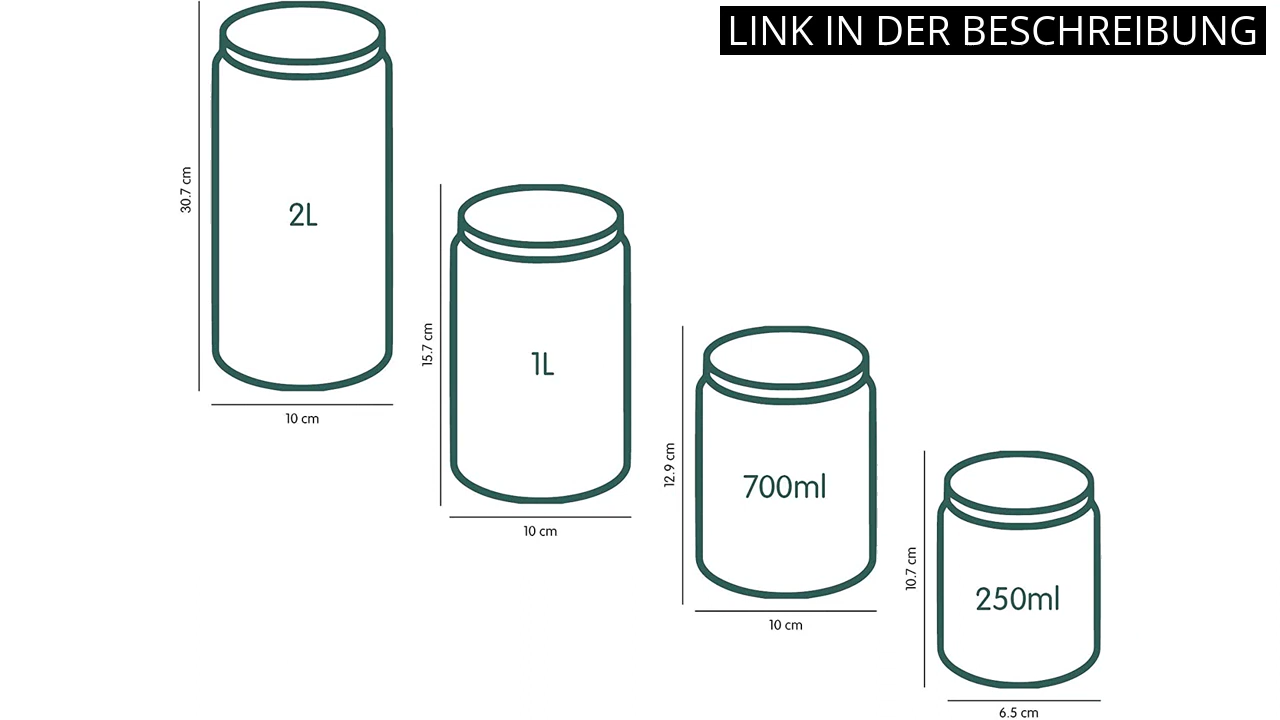 LINK IN DER BESCHREIBUNG
30.7 cm
2L
10 cm
15.7 cm
1L
10 cm
12.9 cm
700ml
10 cm
10.7 cm
250ml
6.5 cm